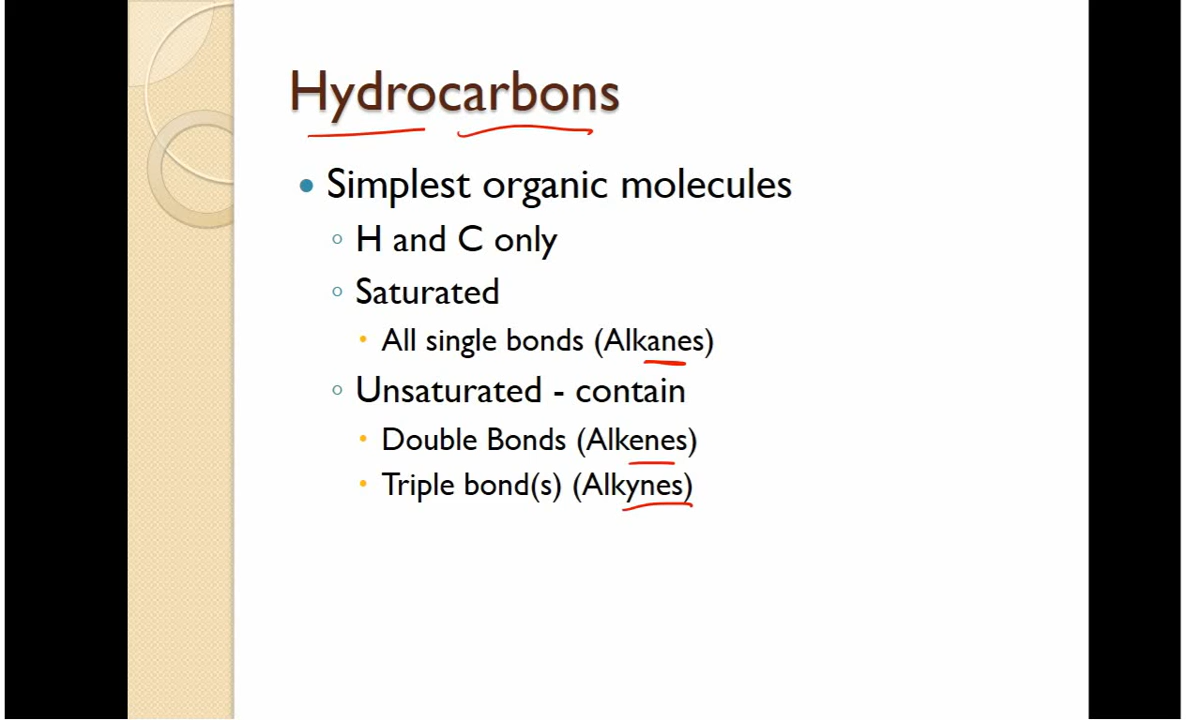 Hydrocarbons
Simplest organic molecules
H and C only
Saturated
All single bonds (Alkanes)
Unsaturated - contain
Double Bonds (Alkenes)
Triple bond(s) (Alkynes)